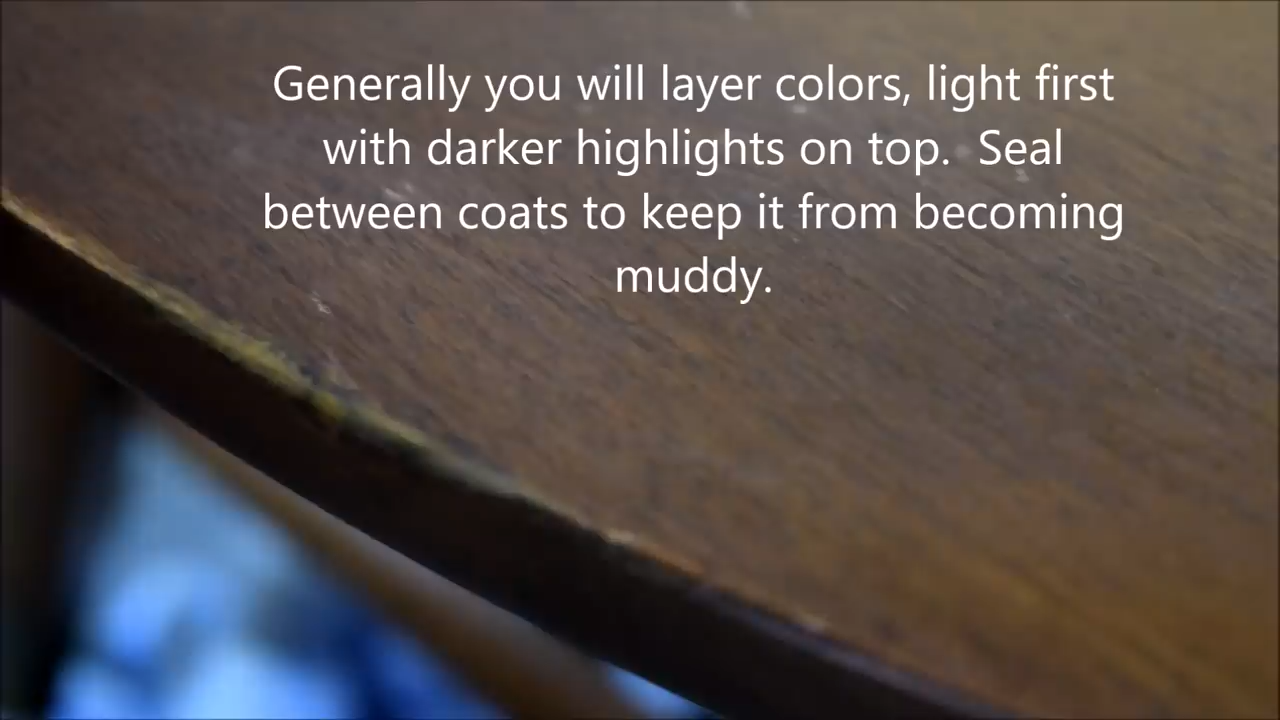 Generally you will layer colors, light first
with darker highlights on top.  Seal
between coats to keep it from becoming
muddy.